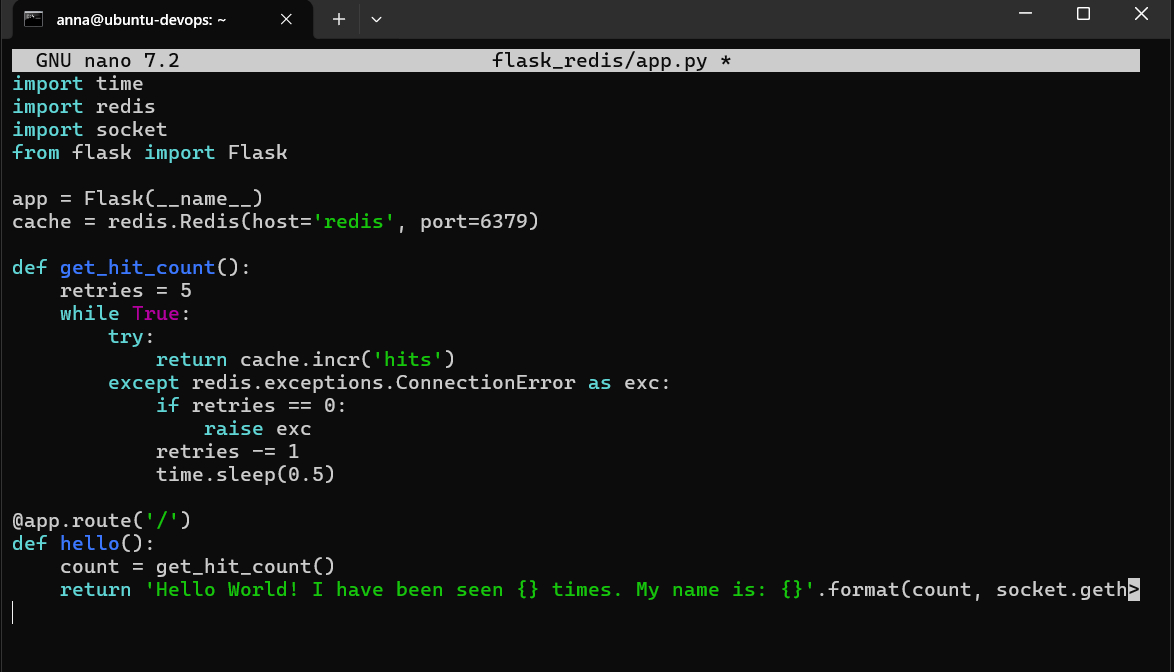 anna@ubuntu-devops: ~
GNU nano 7.2 flask_redis/app.py *
import time
import redis
import socket
from flask import Flask

app = Flask(__name__)
cache = redis.Redis(host='redis', port=6379)

def get_hit_count():
    retries = 5
    while True:
        try:
            return cache.incr('hits')
        except redis.exceptions.ConnectionError as exc:
            if retries == 0:
                raise exc
            retries -= 1
            time.sleep(0.5)

@app.route('/')
def hello():
    count = get_hit_count()
    return 'Hello World! I have been seen {} times. My name is: {}'.format(count, socket.geth>